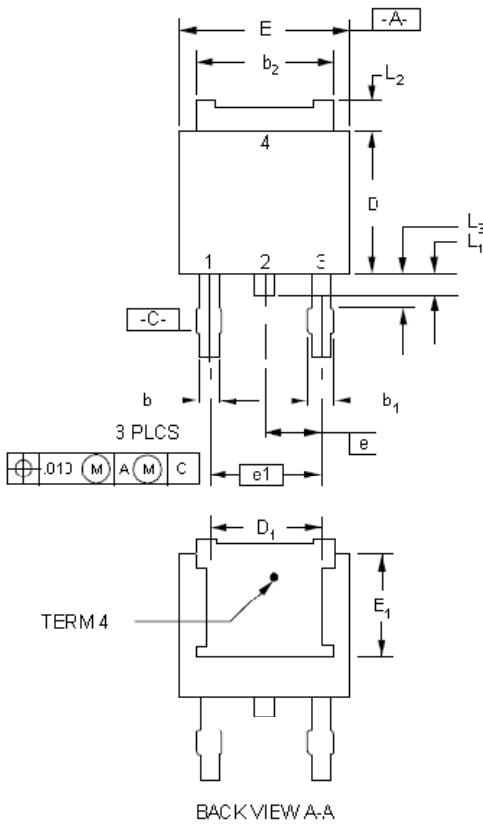 E
-A-
b2
L2
4
D
L3
L1
1 2 3
-C-
b
b1
3 PLCS
e
.010 M A M C
e1
D1
E1
TERM 4
BACK VIEW A-A